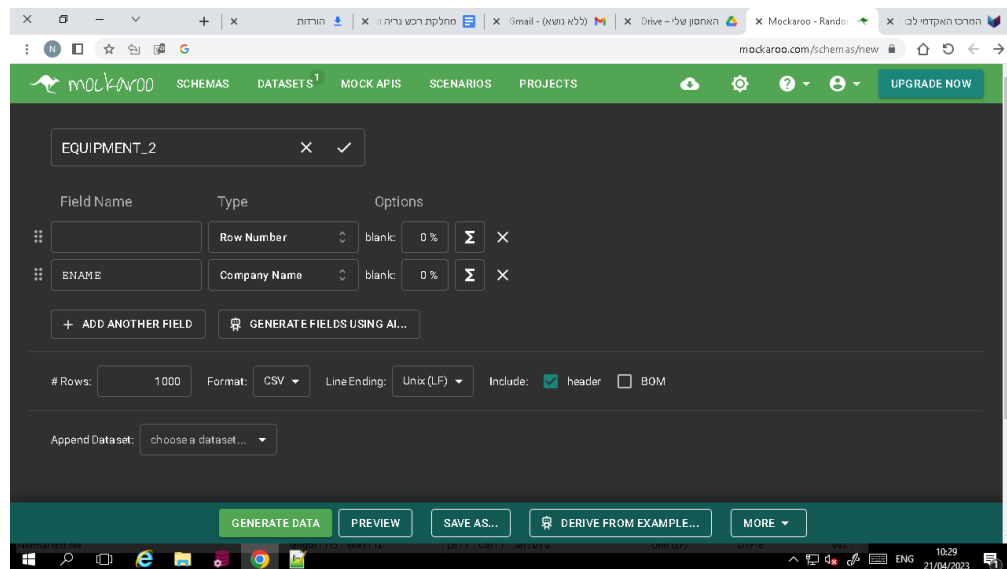 המרכז האקדמי לב:
Mockaroo - Randor
האחסון שלי – Drive
(ללא נושא) - Gmail
מחלקת רכש נריה ו
הורדות
mockaroo.com/schemas/new
N
G
mockaroo
SCHEMAS
DATASETS 1
MOCK APIS
SCENARIOS
PROJECTS
UPGRADE NOW
EQUIPMENT_2
Field Name Type Options
Row Number blank: 0 % Σ
ENAME Company Name blank: 0 % Σ
+ ADD ANOTHER FIELD
GENERATE FIELDS USING AI...
# Rows: 1000 Format: CSV Line Ending: Unix (LF) Include: header BOM
Append Dataset: choose a dataset...
GENERATE DATA
PREVIEW
SAVE AS...
DERIVE FROM EXAMPLE...
MORE
ENG
10:29
21/04/2023